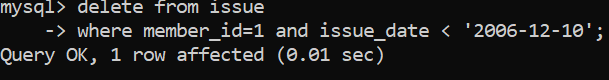 mysql> delete from issue
    -> where member_id=1 and issue_date < '2006-12-10';
Query OK, 1 row affected (0.01 sec)